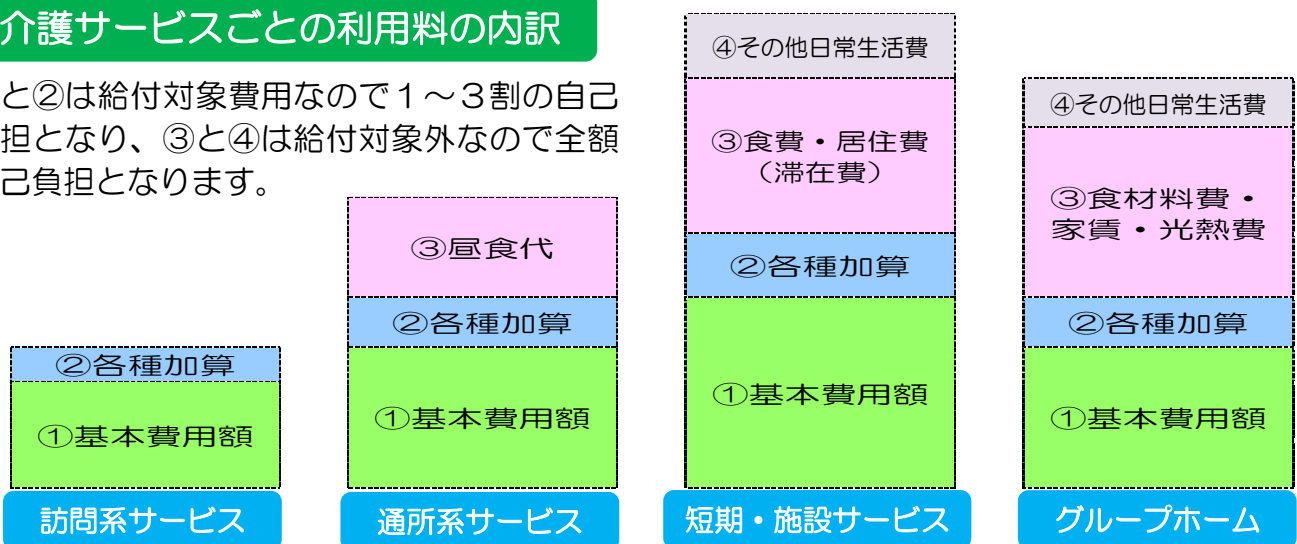 介護サービスごとの利用料の内訳
と②は給付対象費用なので１～３割の自己
担となり、③と④は給付対象外なので全額
己負担となります。
②各種加算
①基本費用額
訪問系サービス
③昼食代
②各種加算
①基本費用額
通所系サービス
④その他日常生活費
③食費・居住費
（滞在費）
②各種加算
①基本費用額
短期・施設サービス
④その他日常生活費
③食材料費・
家賃・光熱費
②各種加算
①基本費用額
グループホーム